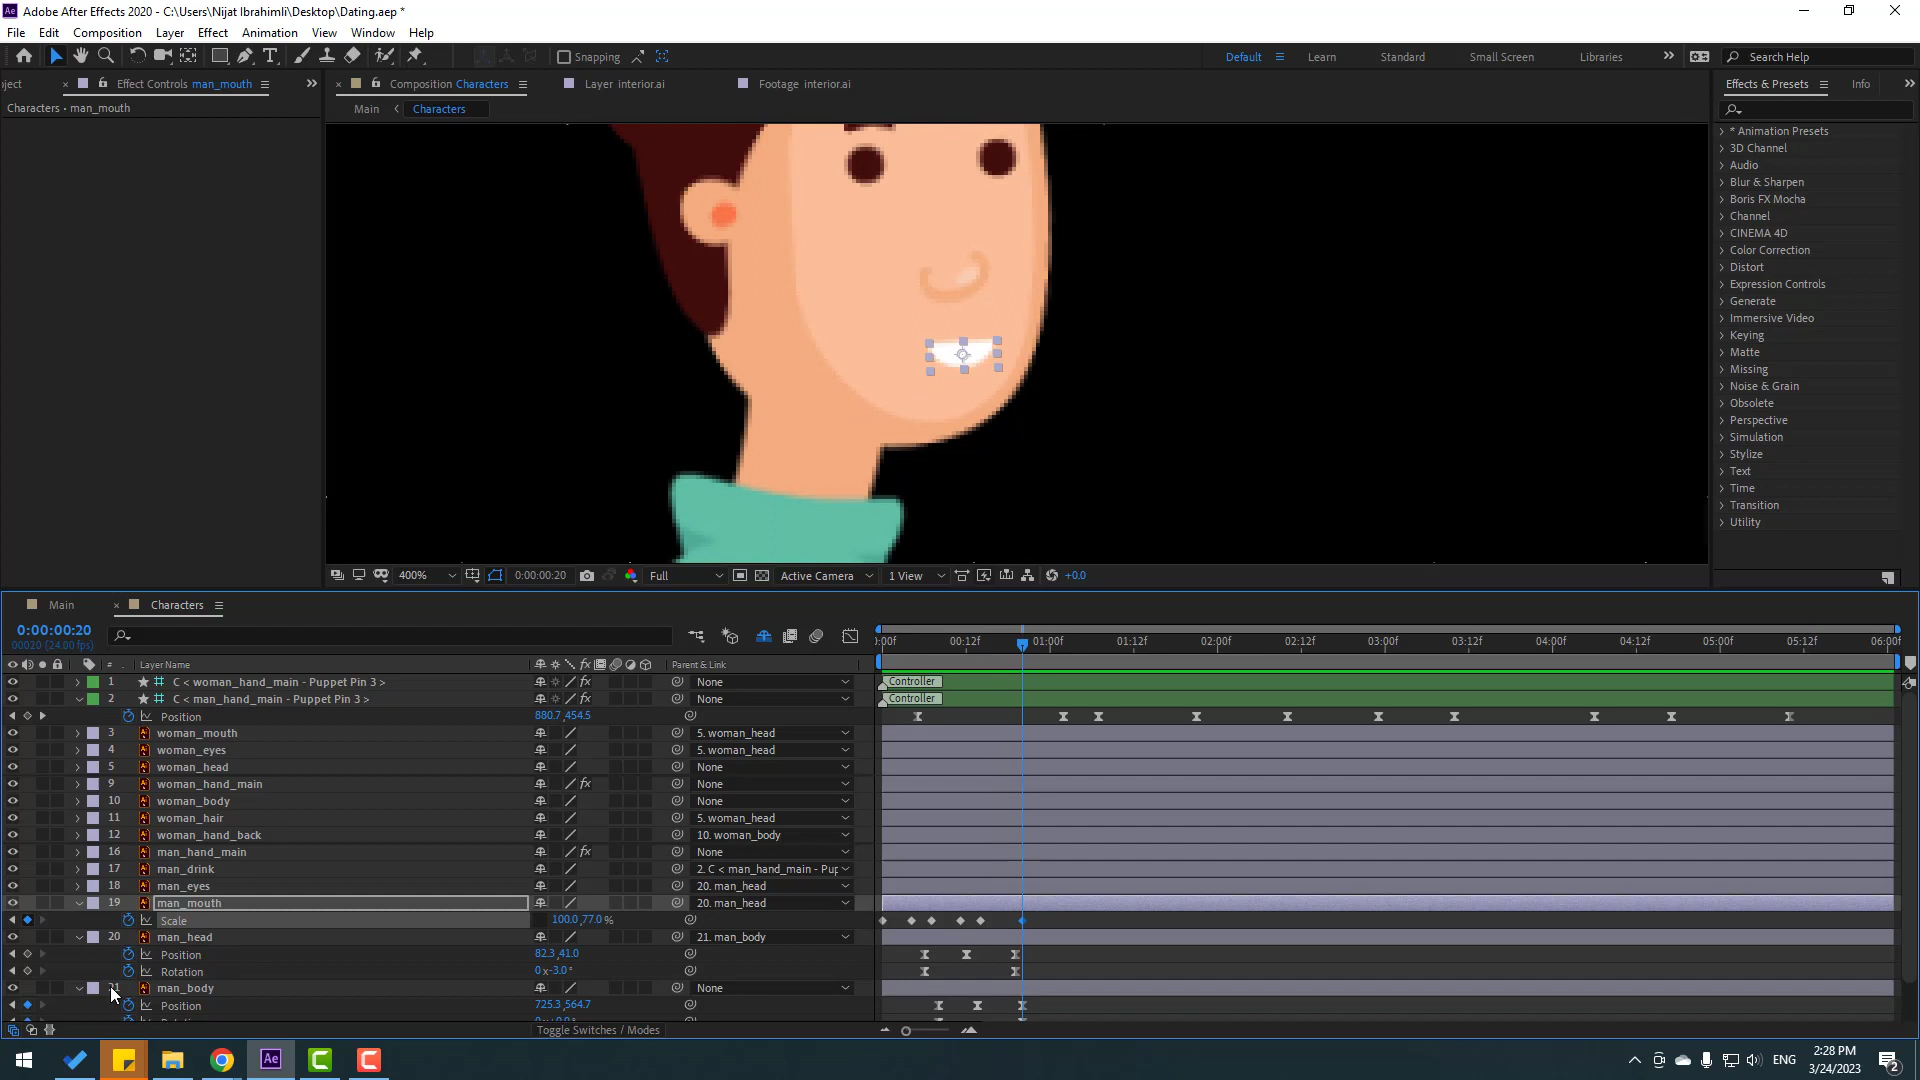 Adobe After Effects 2020 - C:\Users\Nijat Ibrahimli\Desktop\Dating.aep *
File Edit Composition Layer Effect Animation View Window Help
Snapping
Default Learn Standard Small Screen Libraries Search Help
oject Effect Controls man_mouth Composition Characters Layer interior.ai Footage interior.ai Effects & Presets Info
Characters • man_mouth
Main Characters
* Animation Presets
3D Channel
Audio
Blur & Sharpen
Boris FX Mocha
Channel
CINEMA 4D
Color Correction
Distort
Expression Controls
Generate
Immersive Video
Keying
Matte
Missing
Noise & Grain
Obsolete
Perspective
Simulation
Stylize
Text
Time
Transition
Utility
400% 0:00:00:20 Full Active Camera 1 View +0.0
Main Characters
0:00:00:20
00020 (24.00 fps)
:00f 00:12f 01:00f 01:12f 02:00f 02:12f 03:00f 03:12f 04:00f 04:12f 05:00f 05:12f 06:00f
# Layer Name Parent & Link
1 C < woman_hand_main - Puppet Pin 3 > None Controller
2 C < man_hand_main - Puppet Pin 3 > None Controller
Position 880.7,454.5
3 woman_mouth 5. woman_head
4 woman_eyes 5. woman_head
5 woman_head None
9 woman_hand_main None
10 woman_body None
11 woman_hair 5. woman_head
12 woman_hand_back 10. woman_body
16 man_hand_main None
17 man_drink 2. C < man_hand_main - Pup
18 man_eyes 20. man_head
19 man_mouth 20. man_head
Scale 100.0,77.0 %
20 man_head 21. man_body
Position 82.3,41.0
Rotation 0 x-3.0 °
21 man_body None
Position 725.3,564.7
Toggle Switches / Modes
Ae ENG 2:28 PM
3/24/2023 2